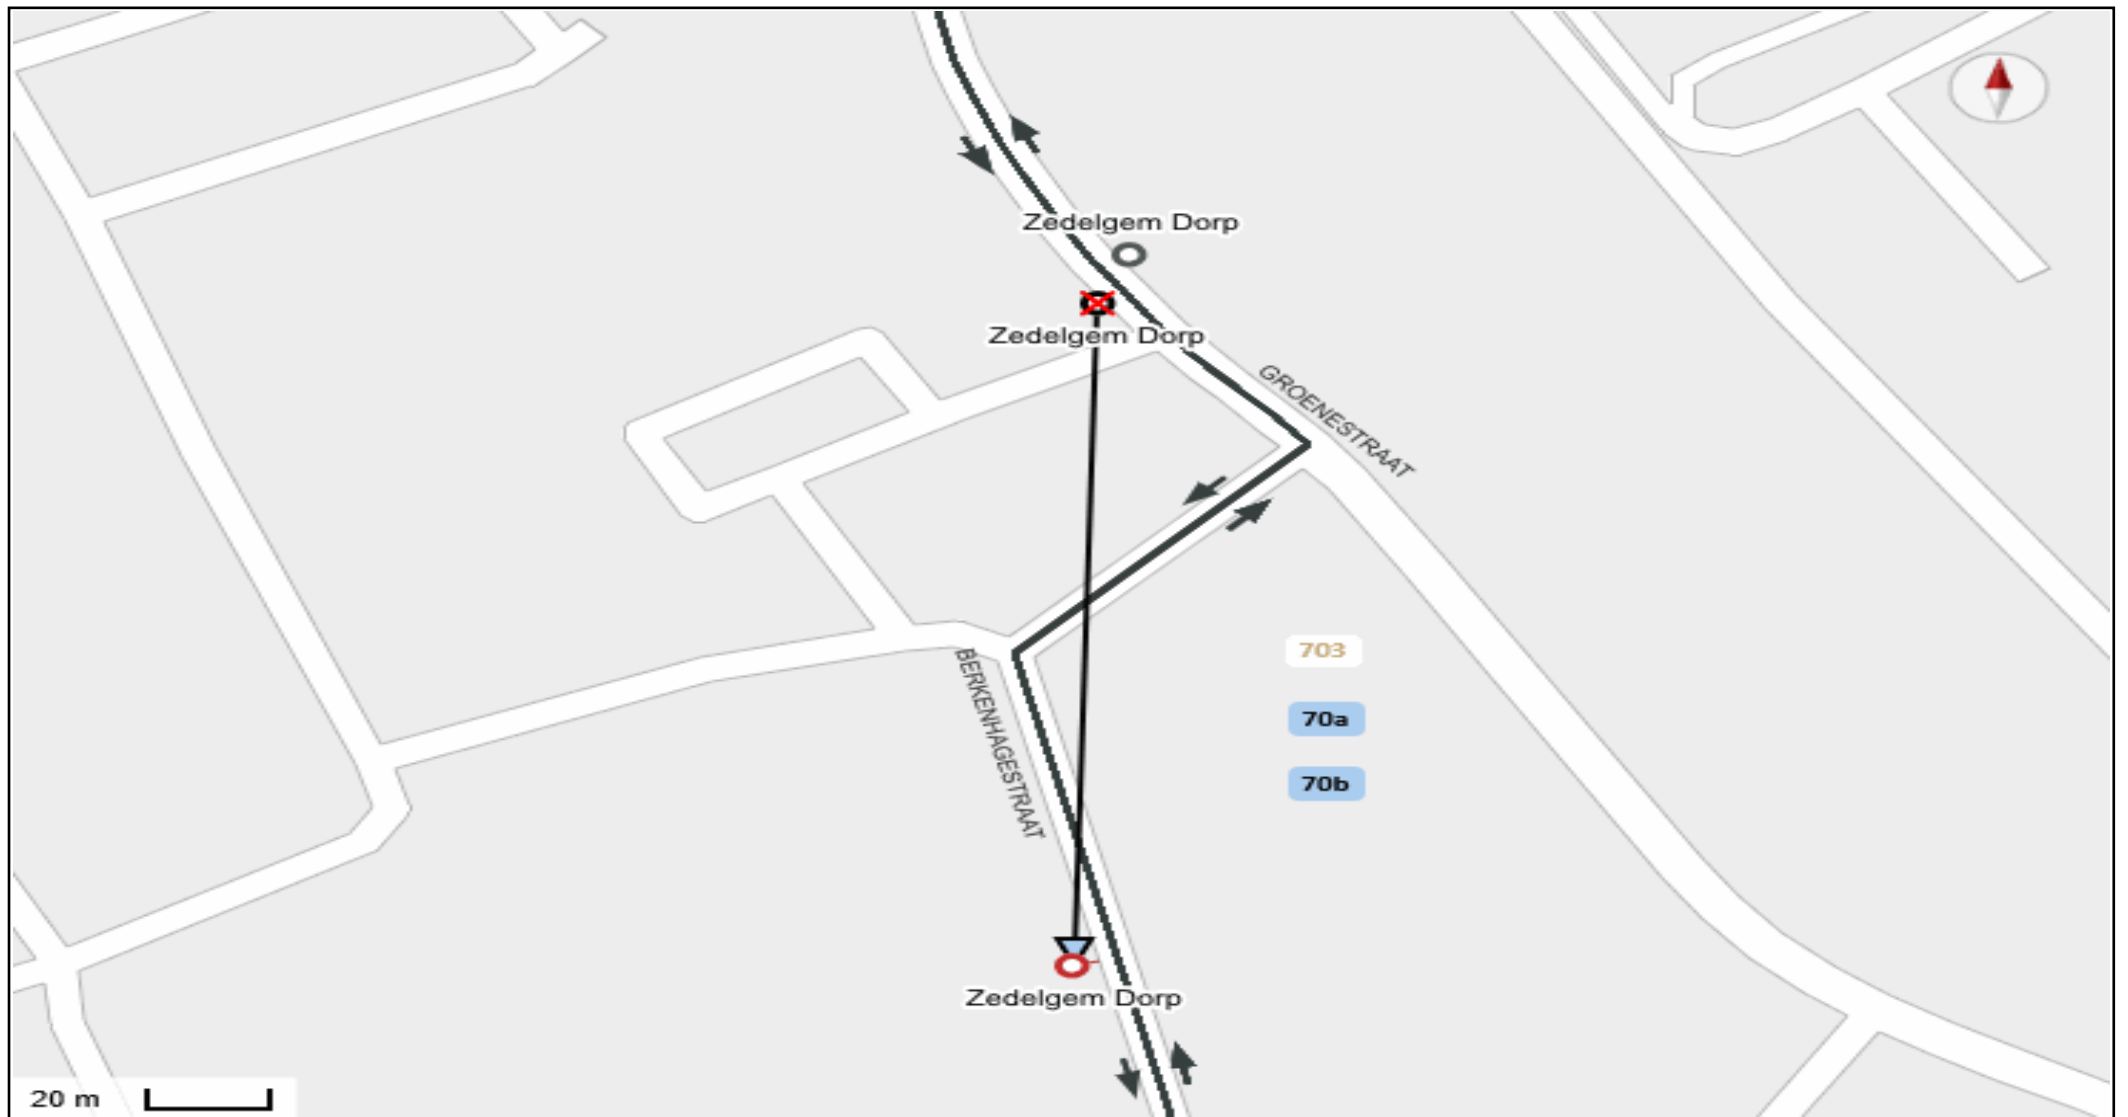 Zedelgem Dorp
Zedelgem Dorp
GROENESTRAAT
703
BERKENHAGESTRAAT
70a
70b
Zedelgem Dorp
20 m